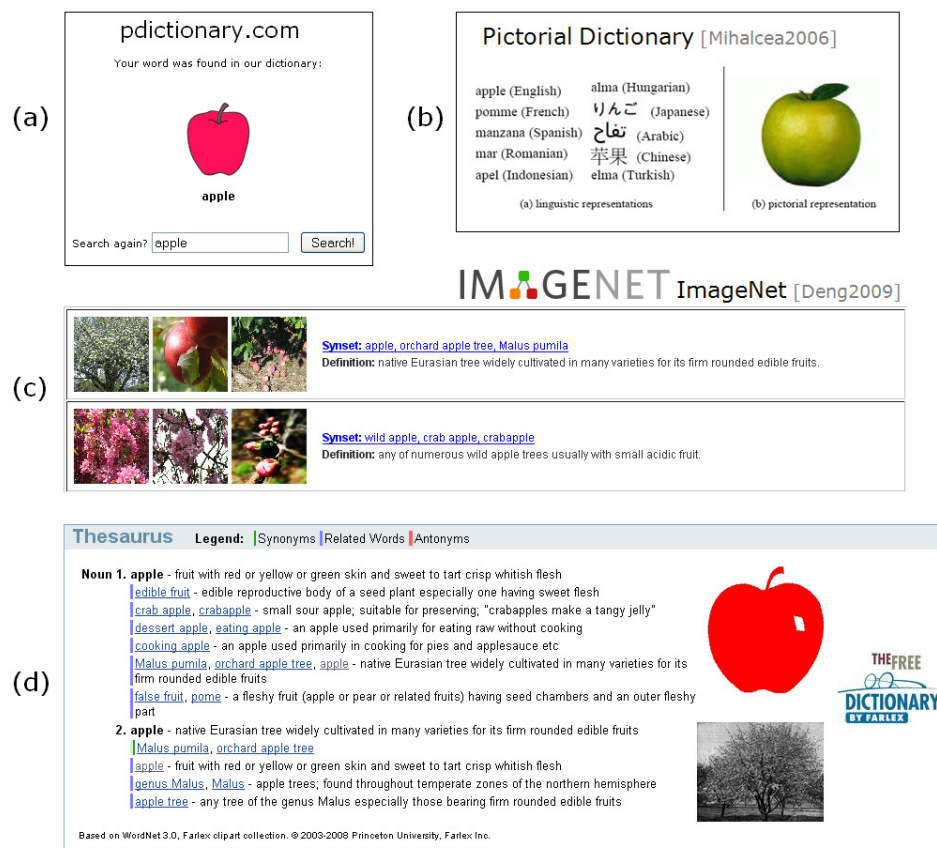 (a)
pdictionary.com
Your word was found in our dictionary:
apple
Search again? apple Search!
(b)
Pictorial Dictionary [Mihalcea2006]
apple (English) alma (Hungarian)
pomme (French) りんご (Japanese)
manzana (Spanish) تفاح (Arabic)
mar (Romanian) 苹果 (Chinese)
apel (Indonesian) elma (Turkish)
(a) linguistic representations
(b) pictorial representation
IMAGENET ImageNet [Deng2009]
(c)
Synset: apple, orchard apple tree, Malus pumila
Definition: native Eurasian tree widely cultivated in many varieties for its firm rounded edible fruits.
Synset: wild apple, crab apple, crabapple
Definition: any of numerous wild apple trees usually with small acidic fruit.
(d)
Thesaurus Legend: Synonyms Related Words Antonyms
Noun 1. apple - fruit with red or yellow or green skin and sweet to tart crisp whitish flesh
edible fruit - edible reproductive body of a seed plant especially one having sweet flesh
crab apple, crabapple - small sour apple; suitable for preserving; "crabapples make a tangy jelly"
dessert apple, eating apple - an apple used primarily for eating raw without cooking
cooking apple - an apple used primarily in cooking for pies and applesauce etc
Malus pumila, orchard apple tree, apple - native Eurasian tree widely cultivated in many varieties for its
firm rounded edible fruits
false fruit, pome - a fleshy fruit (apple or pear or related fruits) having seed chambers and an outer fleshy
part
2. apple - native Eurasian tree widely cultivated in many varieties for its firm rounded edible fruits
Malus pumila, orchard apple tree
apple - fruit with red or yellow or green skin and sweet to tart crisp whitish flesh
genus Malus, Malus - apple trees; found throughout temperate zones of the northern hemisphere
apple tree - any tree of the genus Malus especially those bearing firm rounded edible fruits
THE FREE
DICTIONARY
BY FARLEX
Based on WordNet 3.0, Farlex clipart collection. © 2003-2008 Princeton University, Farlex Inc.